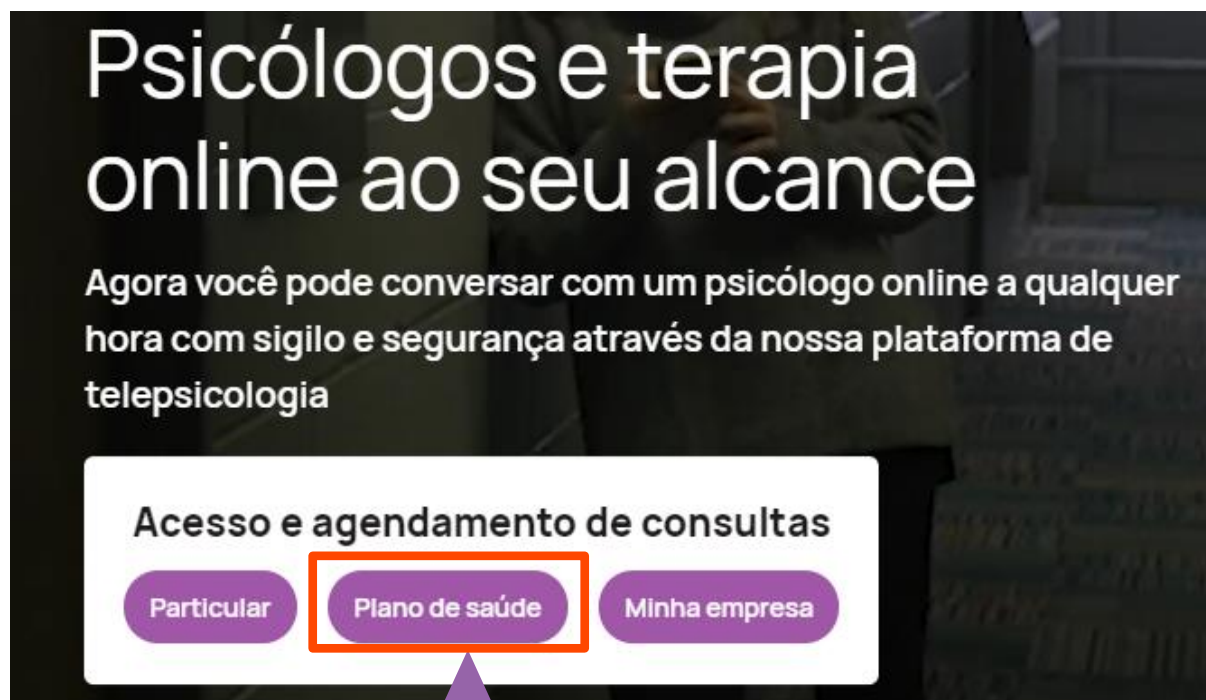 Psicólogos e terapia
online ao seu alcance
Agora você pode conversar com um psicólogo online a qualquer
hora com sigilo e segurança através da nossa plataforma de
telepsicologia
Acesso e agendamento de consultas
Particular
Plano de saúde
Minha empresa